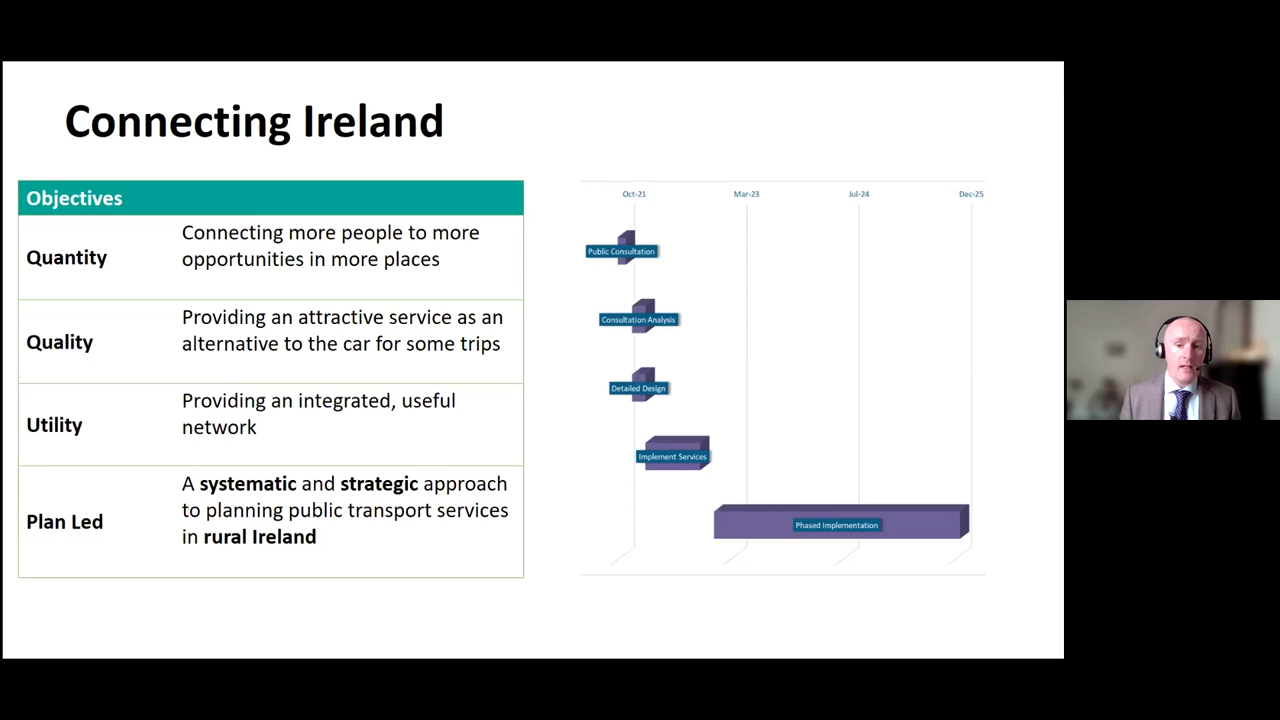 Connecting Ireland
Objectives
Quantity
Connecting more people to more
opportunities in more places
Quality
Providing an attractive service as an
alternative to the car for some trips
Utility
Providing an integrated, useful
network
Plan Led
A systematic and strategic approach
to planning public transport services
in rural Ireland
Oct-21 Mar-23 Jul-24 Dec-25
Public Consultation
Consultation Analysis
Detailed Design
Implement Services
Phased Implementation